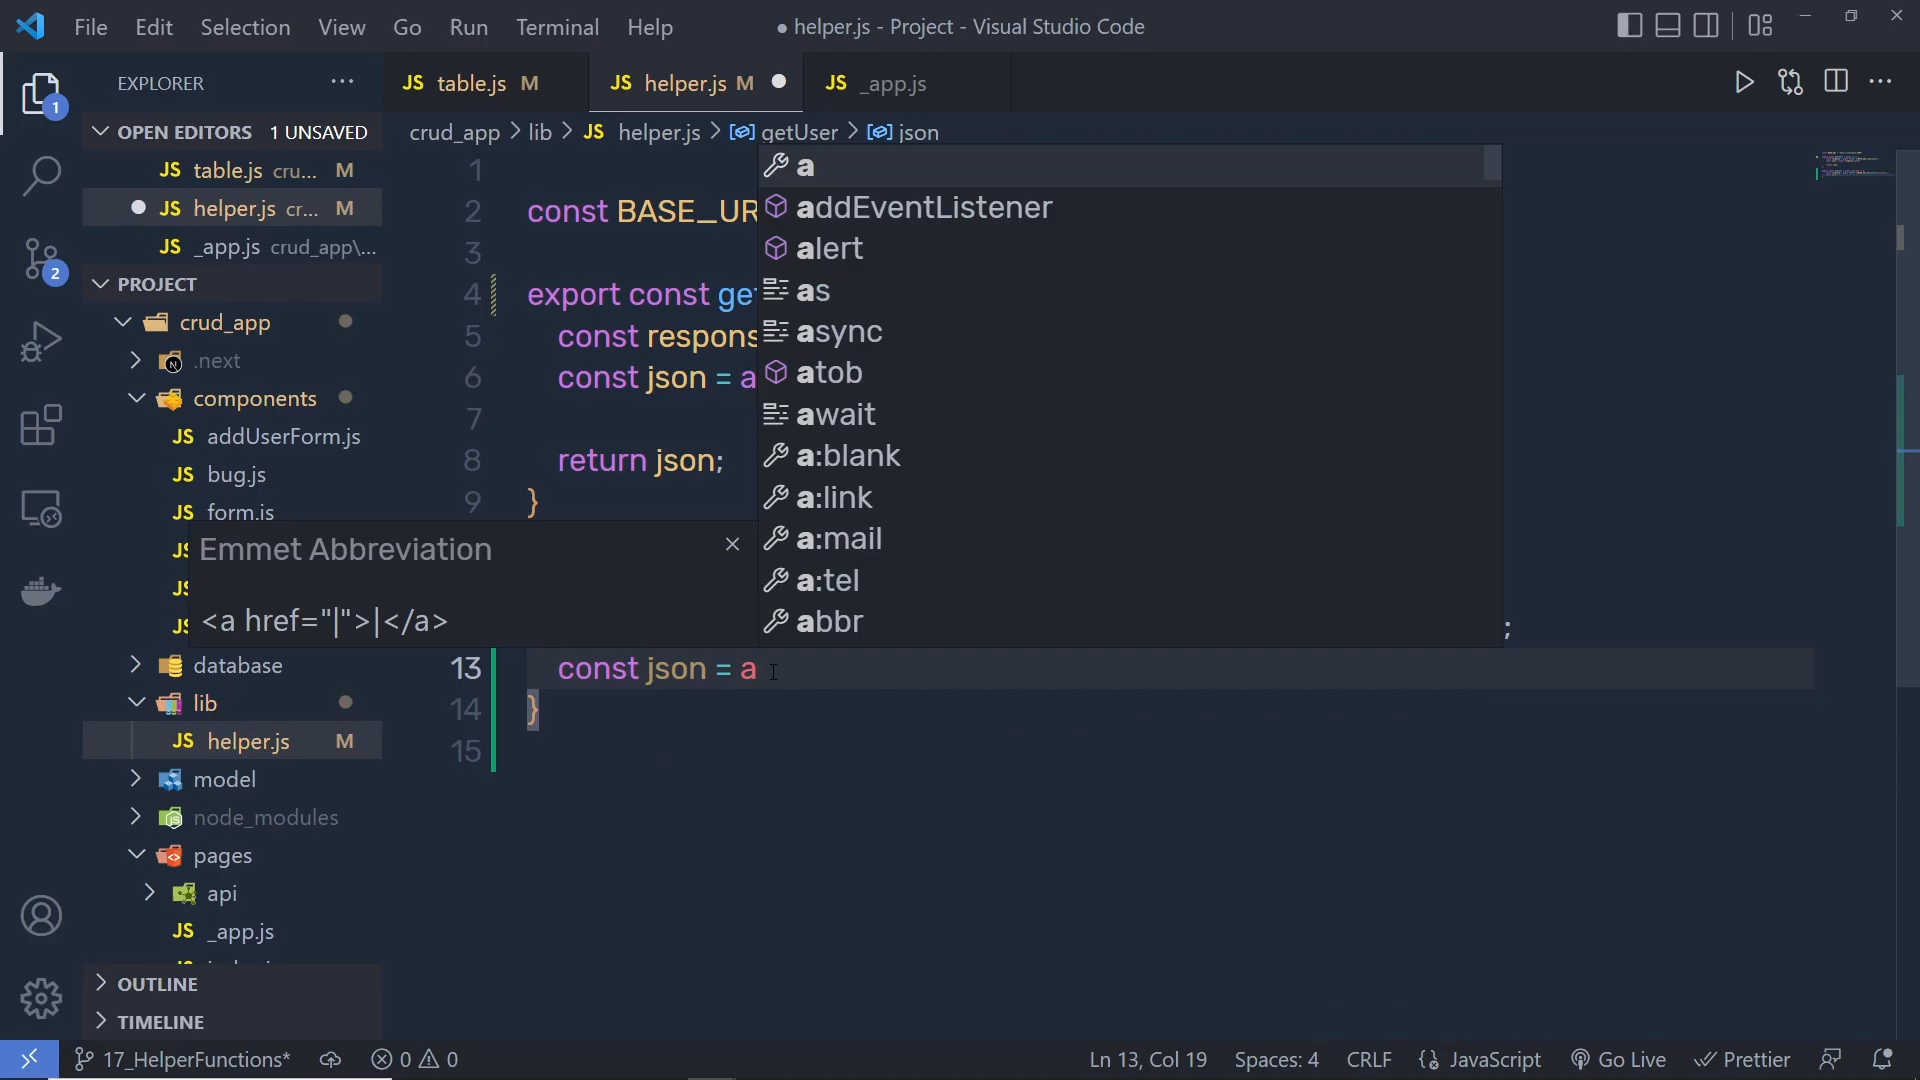 File Edit Selection View Go Run Terminal Help
● helper.js - Project - Visual Studio Code
EXPLORER ...
JS table.js M
JS helper.js M
JS _app.js
OPEN EDITORS 1 UNSAVED
JS table.js cru... M
JS helper.js cr... M
JS _app.js crud_app\...
PROJECT
crud_app
.next
components
JS addUserForm.js
JS bug.js
JS form.js
JS
JS
JS
database
lib
JS helper.js M
model
node_modules
pages
api
JS _app.js
OUTLINE
TIMELINE
1
2
crud_app > lib > JS helper.js > getUser > json
1
2 const BASE_UR
3
4 export const ge
5 const respons
6 const json = a
7
8 return json;
9 }
a
addEventListener
alert
as
async
atob
await
a:blank
a:link
a:mail
a:tel
abbr
Emmet Abbreviation
<a href="|">|</a>
;
13 const json = a
14 }
15
17_HelperFunctions* 0 0
Ln 13, Col 19 Spaces: 4 CRLF {} JavaScript Go Live Prettier